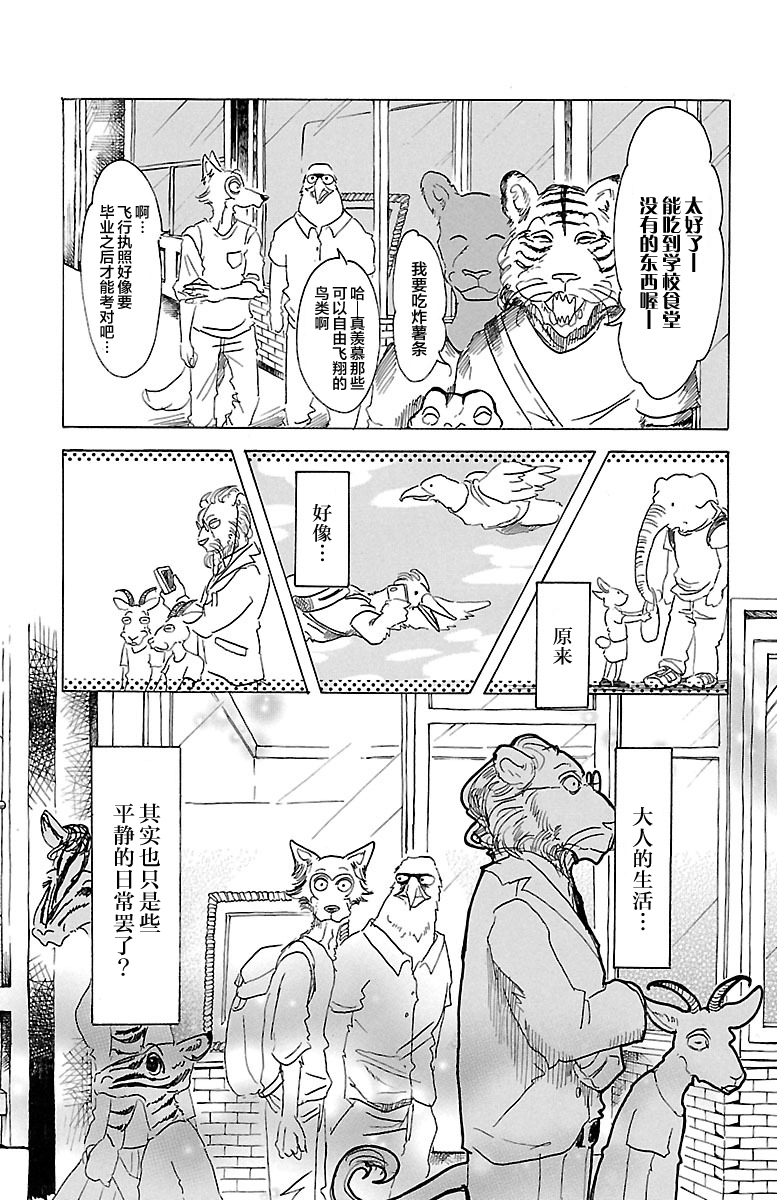 太好了—
能吃到学校食堂
没有的东西喔—
我要吃炸薯条
哈—真羡慕那些
可以自由飞翔的
鸟类啊
啊…
飞行执照好像要
毕业之后才能考对吧…
原来
好像…
大人的生活…
其实也只是些
平静的日常罢了？